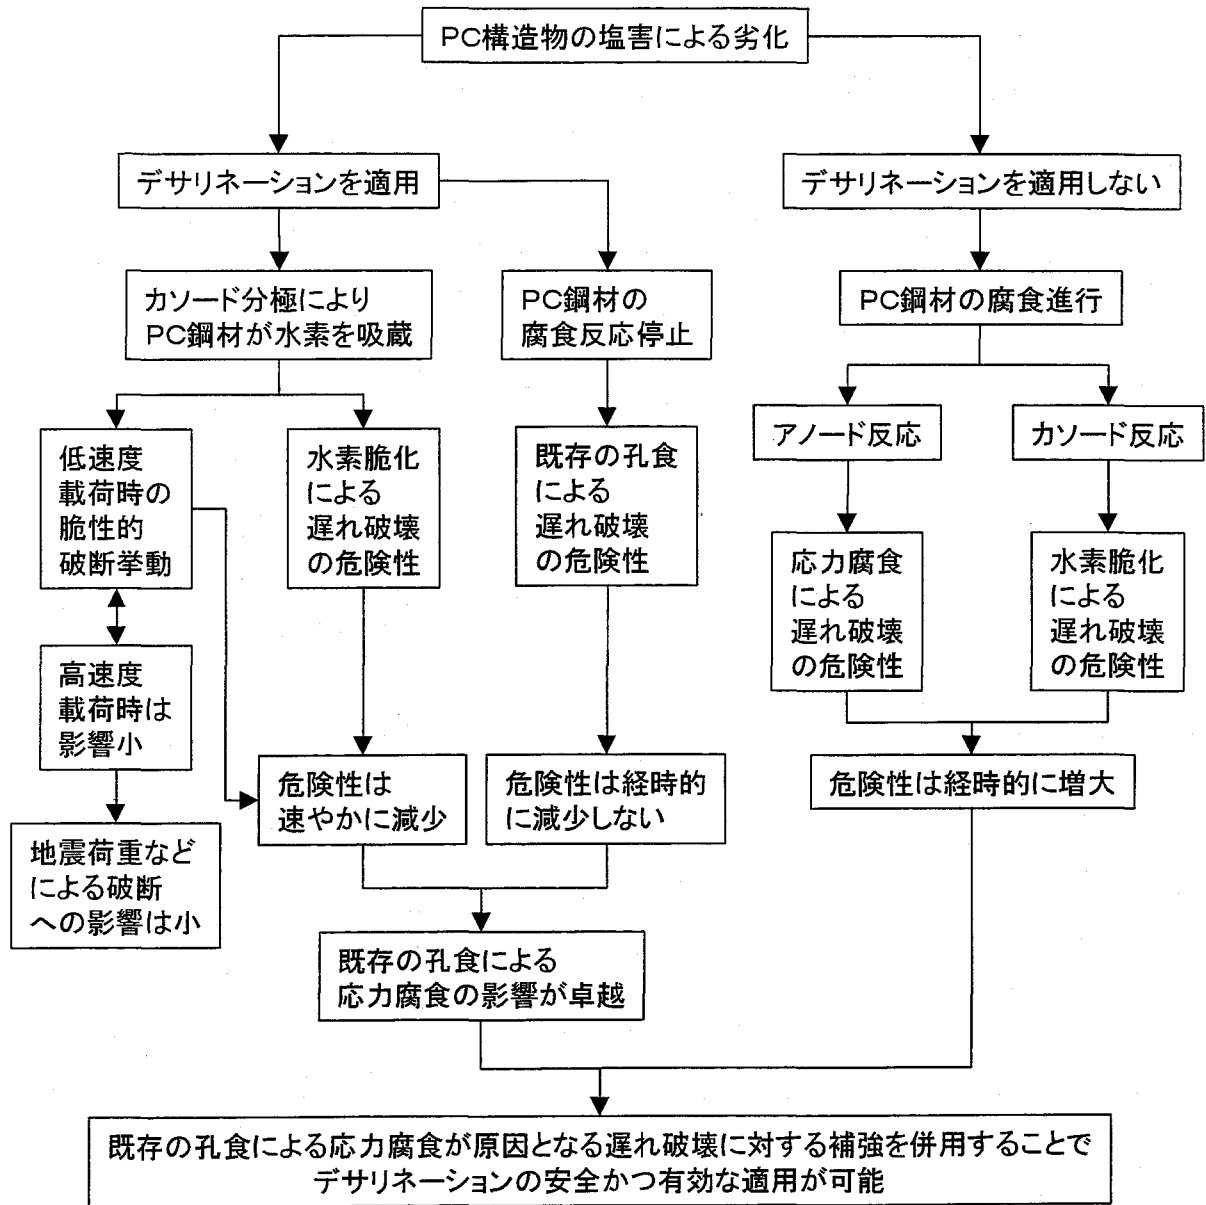 PC構造物の塩害による劣化
デサリネーションを適用
デサリネーションを適用しない
カソード分極により
PC鋼材が水素を吸蔵
PC鋼材の
腐食反応停止
PC鋼材の腐食進行
低速度
載荷時の
脆性的
破断挙動
水素脆化
による
遅れ破壊
の危険性
既存の孔食
による
遅れ破壊
の危険性
アノード反応
カソード反応
応力腐食
による
遅れ破壊
の危険性
水素脆化
による
遅れ破壊
の危険性
高速度
載荷時は
影響小
危険性は
速やかに減少
危険性は経時的
に減少しない
危険性は経時的に増大
地震荷重など
による破断
への影響は小
既存の孔食による
応力腐食の影響が卓越
既存の孔食による応力腐食が原因となる遅れ破壊に対する補強を併用することで
デサリネーションの安全かつ有効な適用が可能